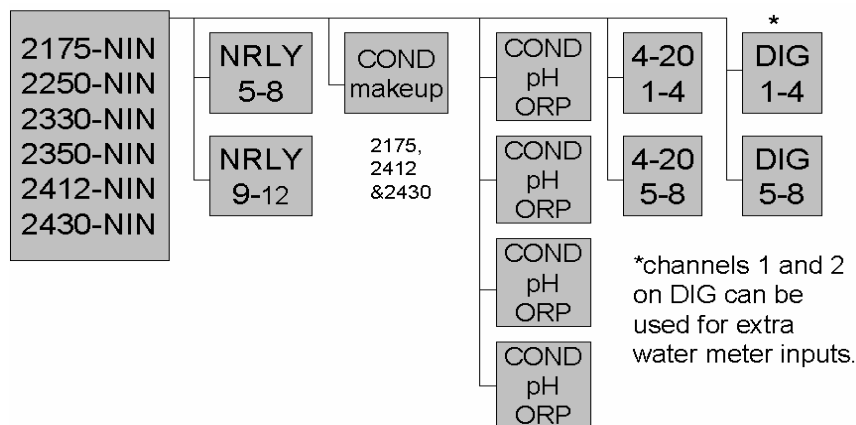 2175-NIN
2250-NIN
2330-NIN
2350-NIN
2412-NIN
2430-NIN
NRLY
5-8
NRLY
9-12
COND
makeup
2175,
2412
&2430
COND
pH
ORP
COND
pH
ORP
COND
pH
ORP
COND
pH
ORP
4-20
1-4
4-20
5-8
*
DIG
1-4
DIG
5-8
*channels 1 and 2
on DIG can be
used for extra
water meter inputs.